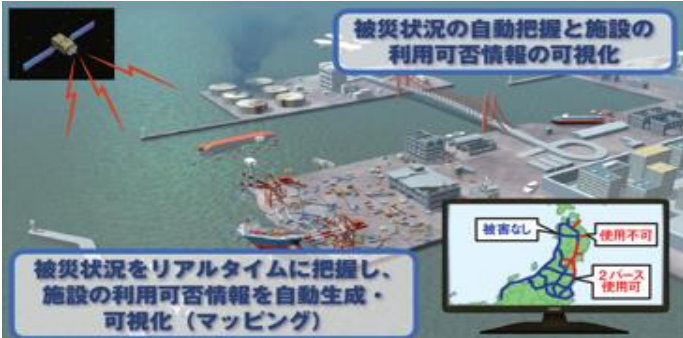 被災状況の自動把握と施設の
利用可否情報の可視化
被害なし
使用不可
2バース
使用可
被災状況をリアルタイムに把握し、
施設の利用可否情報を自動生成・
可視化（マッピング）